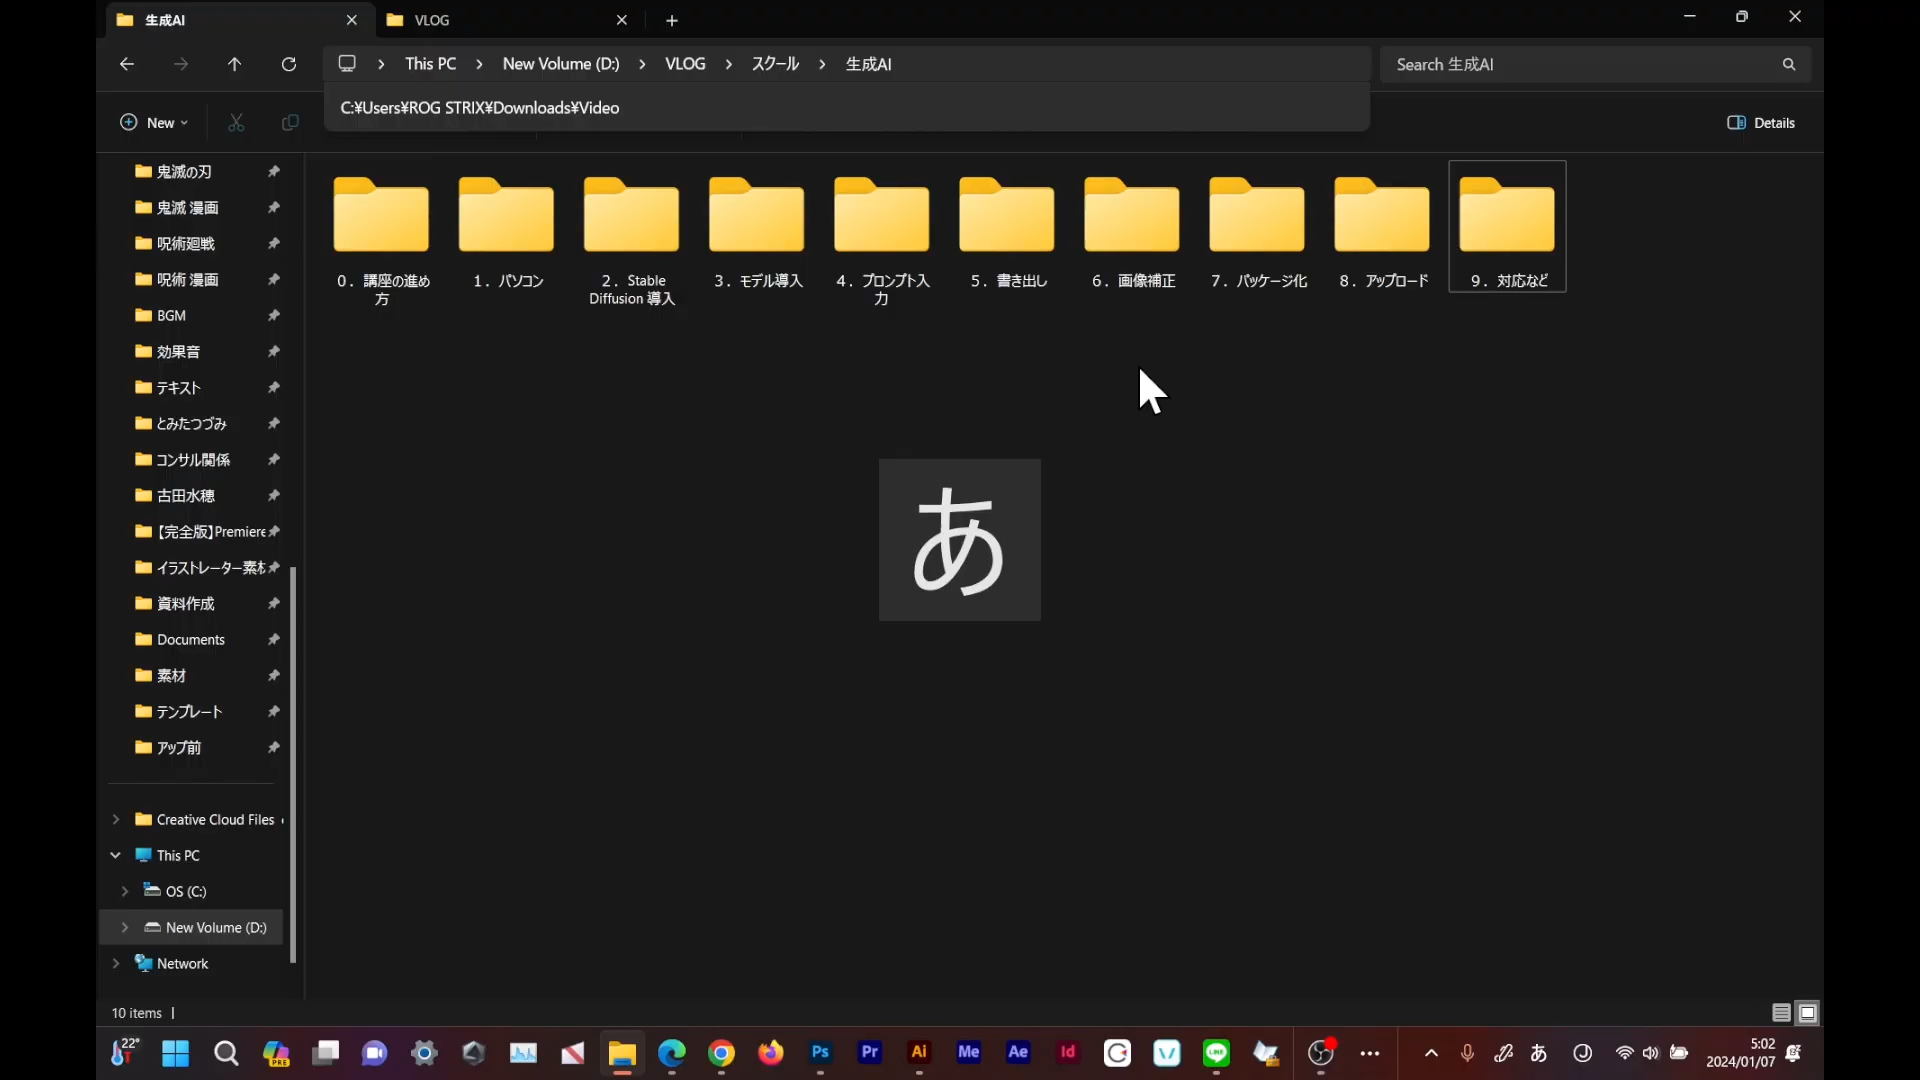 生成AI
VLOG
This PC
New Volume (D:)
VLOG
スクール
生成AI
Search 生成AI
C:¥Users¥ROG STRIX¥Downloads¥Video
New
Details
鬼滅の刃
鬼滅 漫画
呪術廻戦
呪術 漫画
BGM
効果音
テキスト
とみたつづみ
コンサル関係
古田水穂
【完全版】Premiere
イラストレーター素材
資料作成
Documents
素材
テンプレート
アップ前
Creative Cloud Files
This PC
OS (C:)
New Volume (D:)
Network
0．講座の進め
方
1．パソコン
2．Stable
Diffusion 導入
3．モデル導入
4．プロンプト入
力
5．書き出し
6．画像補正
7．パッケージ化
8．アップロード
9．対応など
あ
10 items
22°
PRE
Ps
Pr
Ai
Me
Ae
Id
LINE
あ
5:02
2024/01/07